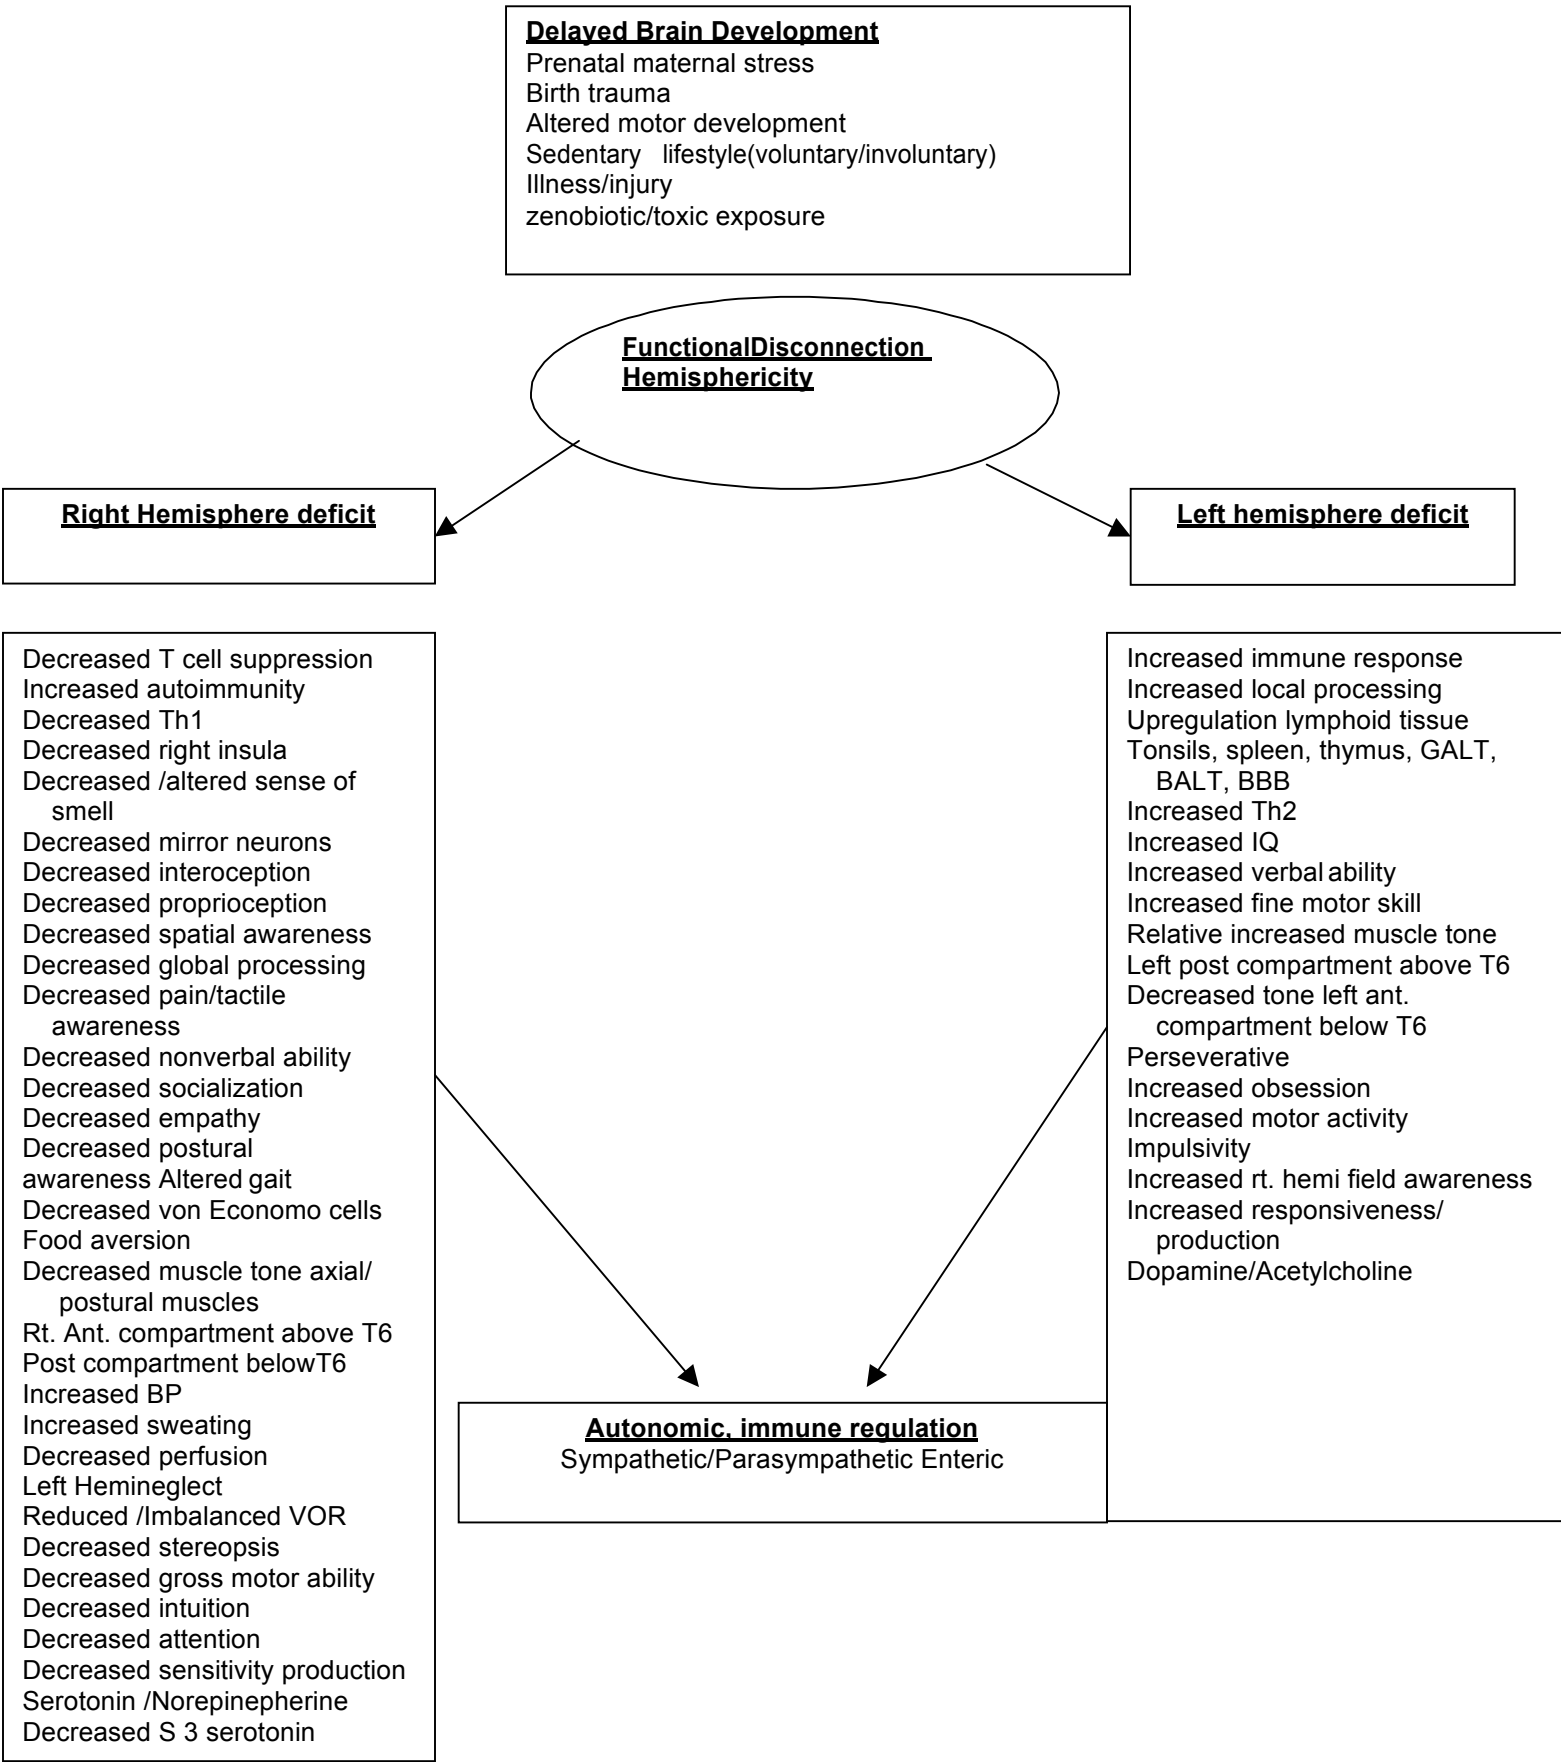 Delayed Brain Development
Prenatal maternal stress
Birth trauma
Altered motor development
Sedentary lifestyle(voluntary/involuntary)
Illness/injury
zenobiotic/toxic exposure
FunctionalDisconnection
Hemisphericity
Right Hemisphere deficit
Left hemisphere deficit
Decreased T cell suppression
Increased autoimmunity
Decreased Th1
Decreased right insula
Decreased /altered sense of
smell
Decreased mirror neurons
Decreased interoception
Decreased proprioception
Decreased spatial awareness
Decreased global processing
Decreased pain/tactile
awareness
Decreased nonverbal ability
Decreased socialization
Decreased empathy
Decreased postural
awareness Altered gait
Decreased von Economo cells
Food aversion
Decreased muscle tone axial/
postural muscles
Rt. Ant. compartment above T6
Post compartment belowT6
Increased BP
Increased sweating
Decreased perfusion
Left Hemineglect
Reduced /Imbalanced VOR
Decreased stereopsis
Decreased gross motor ability
Decreased intuition
Decreased attention
Decreased sensitivity production
Serotonin /Norepinepherine
Decreased S 3 serotonin
Increased immune response
Increased local processing
Upregulation lymphoid tissue
Tonsils, spleen, thymus, GALT,
BALT, BBB
Increased Th2
Increased IQ
Increased verbal ability
Increased fine motor skill
Relative increased muscle tone
Left post compartment above T6
Decreased tone left ant.
compartment below T6
Perseverative
Increased obsession
Increased motor activity
Impulsivity
Increased rt. hemi field awareness
Increased responsiveness/
production
Dopamine/Acetylcholine
Autonomic, immune regulation
Sympathetic/Parasympathetic Enteric